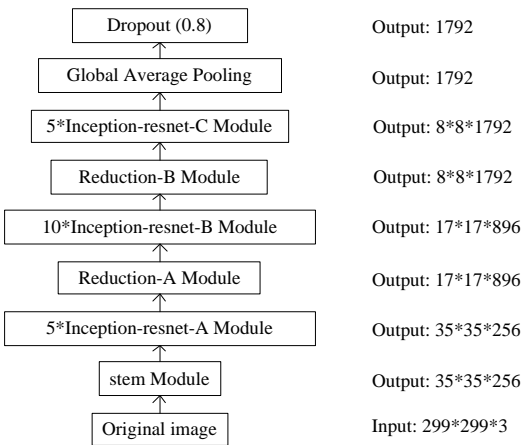 Dropout (0.8) Output: 1792
Global Average Pooling Output: 1792
5*Inception-resnet-C Module Output: 8*8*1792
Reduction-B Module Output: 8*8*1792
10*Inception-resnet-B Module Output: 17*17*896
Reduction-A Module Output: 17*17*896
5*Inception-resnet-A Module Output: 35*35*256
stem Module Output: 35*35*256
Original image Input: 299*299*3